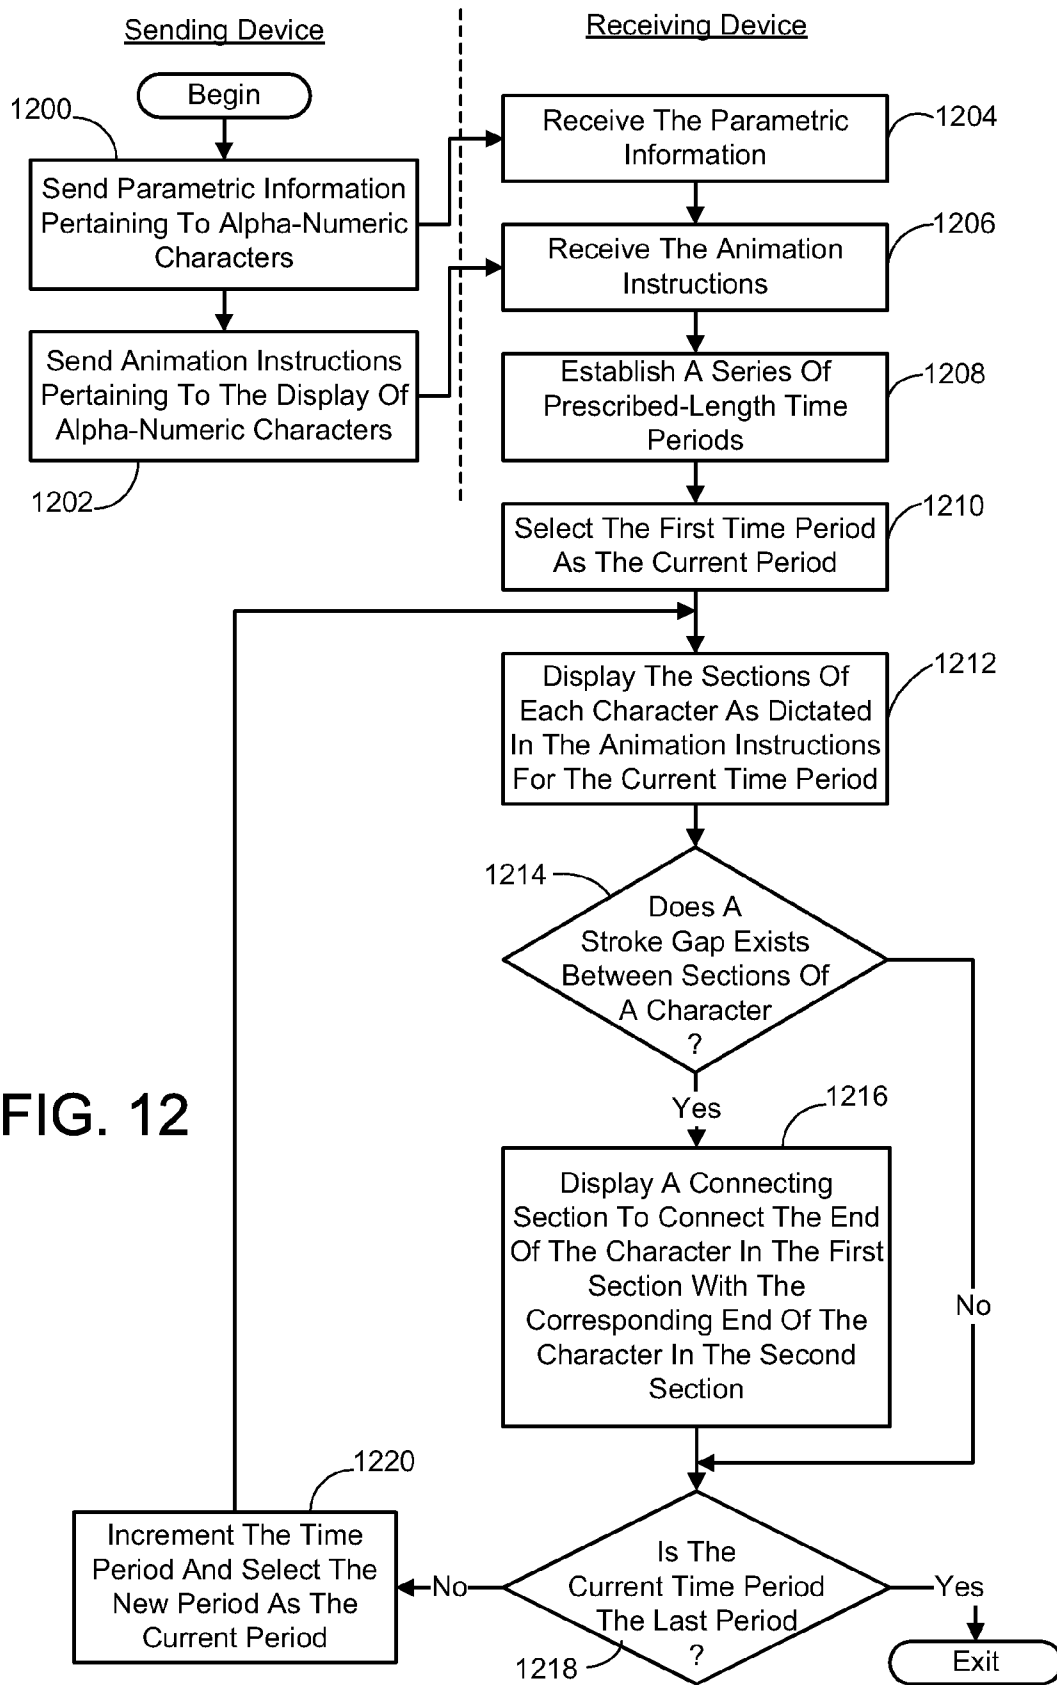 Sending Device
Receiving Device
Begin
1200
Send Parametric Information
Pertaining To Alpha-Numeric
Characters
Send Animation Instructions
Pertaining To The Display Of
Alpha-Numeric Characters
1202
Receive The Parametric
Information
1204
Receive The Animation
Instructions
1206
Establish A Series Of
Prescribed-Length Time
Periods
1208
Select The First Time Period
As The Current Period
1210
Display The Sections Of
Each Character As Dictated
In The Animation Instructions
For The Current Time Period
1212
1214
Does A
Stroke Gap Exists
Between Sections Of
A Character
?
Yes
No
1216
Display A Connecting
Section To Connect The End
Of The Character In The First
Section With The
Corresponding End Of The
Character In The Second
Section
FIG. 12
1220
Increment The Time
Period And Select The
New Period As The
Current Period
No
Is The
Current Time Period
The Last Period
?
1218
Yes
Exit